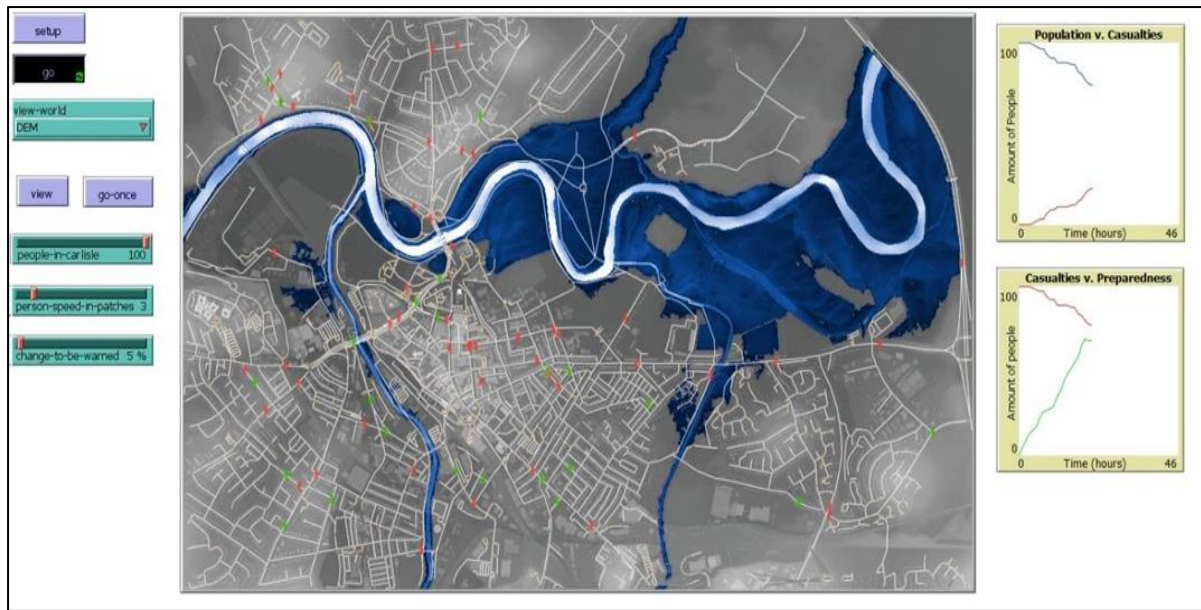 setup
go
view-world
DEM
view
go-once
people-in-carlisle 100
person-speed-in-patches 3
change-to-be-warned 5 %
Population v. Casualties
100
Amount of People
0
0 Time (hours) 46
Casualties v. Preparedness
100
Amount of people
0
0 Time (hours) 46